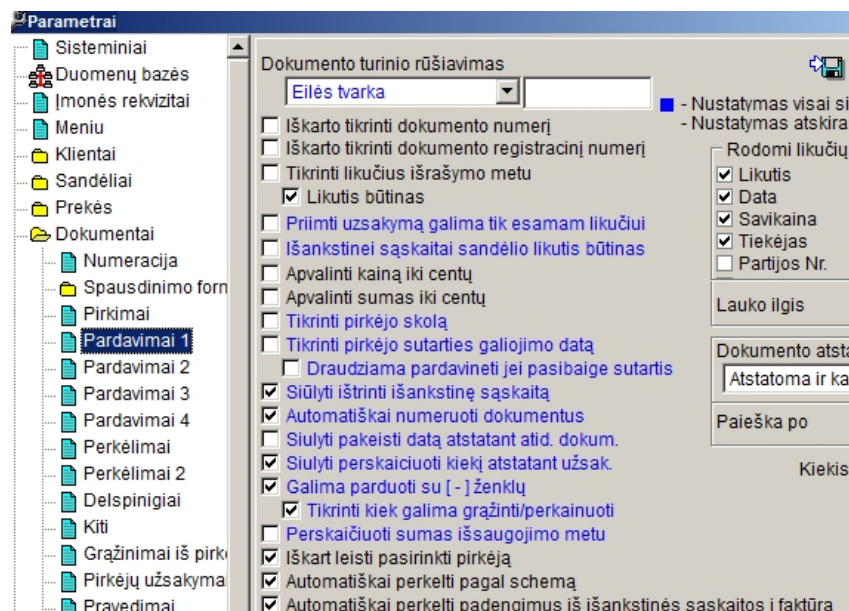 Parametrai
Sisteminiai
Duomenų bazės
Įmonės rekvizitai
Meniu
Klientai
Sandėliai
Prekės
Dokumentai
Numeracija
Spausdinimo form
Pirkimai
Pardavimai 1
Pardavimai 2
Pardavimai 3
Pardavimai 4
Perkėlimai
Perkėlimai 2
Delspinigiai
Kiti
Grąžinimai iš pirk
Pirkėjų užsakyma
Pravedimai
Dokumento turinio rūšiavimas
Eilės tvarka
Iškarto tikrinti dokumento numerį
Iškarto tikrinti dokumento registracinį numerį
Tikrinti likučius išrašymo metu
Likutis būtinas
Priimti uzsakymą galima tik esamam likučiui
Išankstinei sąskaitai sandėlio likutis būtinas
Apvalinti kainą iki centų
Apvalinti sumas iki centų
Tikrinti pirkėjo skolą
Tikrinti pirkėjo sutarties galiojimo datą
Draudziama pardavineti jei pasibaige sutartis
Siūlyti ištrinti išankstinę sąskaitą
Automatiškai numeruoti dokumentus
Siulyti pakeisti datą atstatant atid. dokum.
Siulyti perskaiciuoti kiekį atstatant užsak.
Galima parduoti su [ - ] ženklų
Tikrinti kiek galima grąžinti/perkainuoti
Perskaičiuoti sumas išsaugojimo metu
Iškart leisti pasirinkti pirkėją
Automatiškai perkelti pagal schemą
Automatiškai perkelti padengimus iš išankstinės sąskaitos į faktūrą
- Nustatymas visai si
- Nustatymas atskira
Rodomi likučių
Likutis
Data
Savikaina
Tiekėjas
Partijos Nr.
Lauko ilgis
Dokumento atsta
Atstatoma ir ka
Paieška po
Kiekis